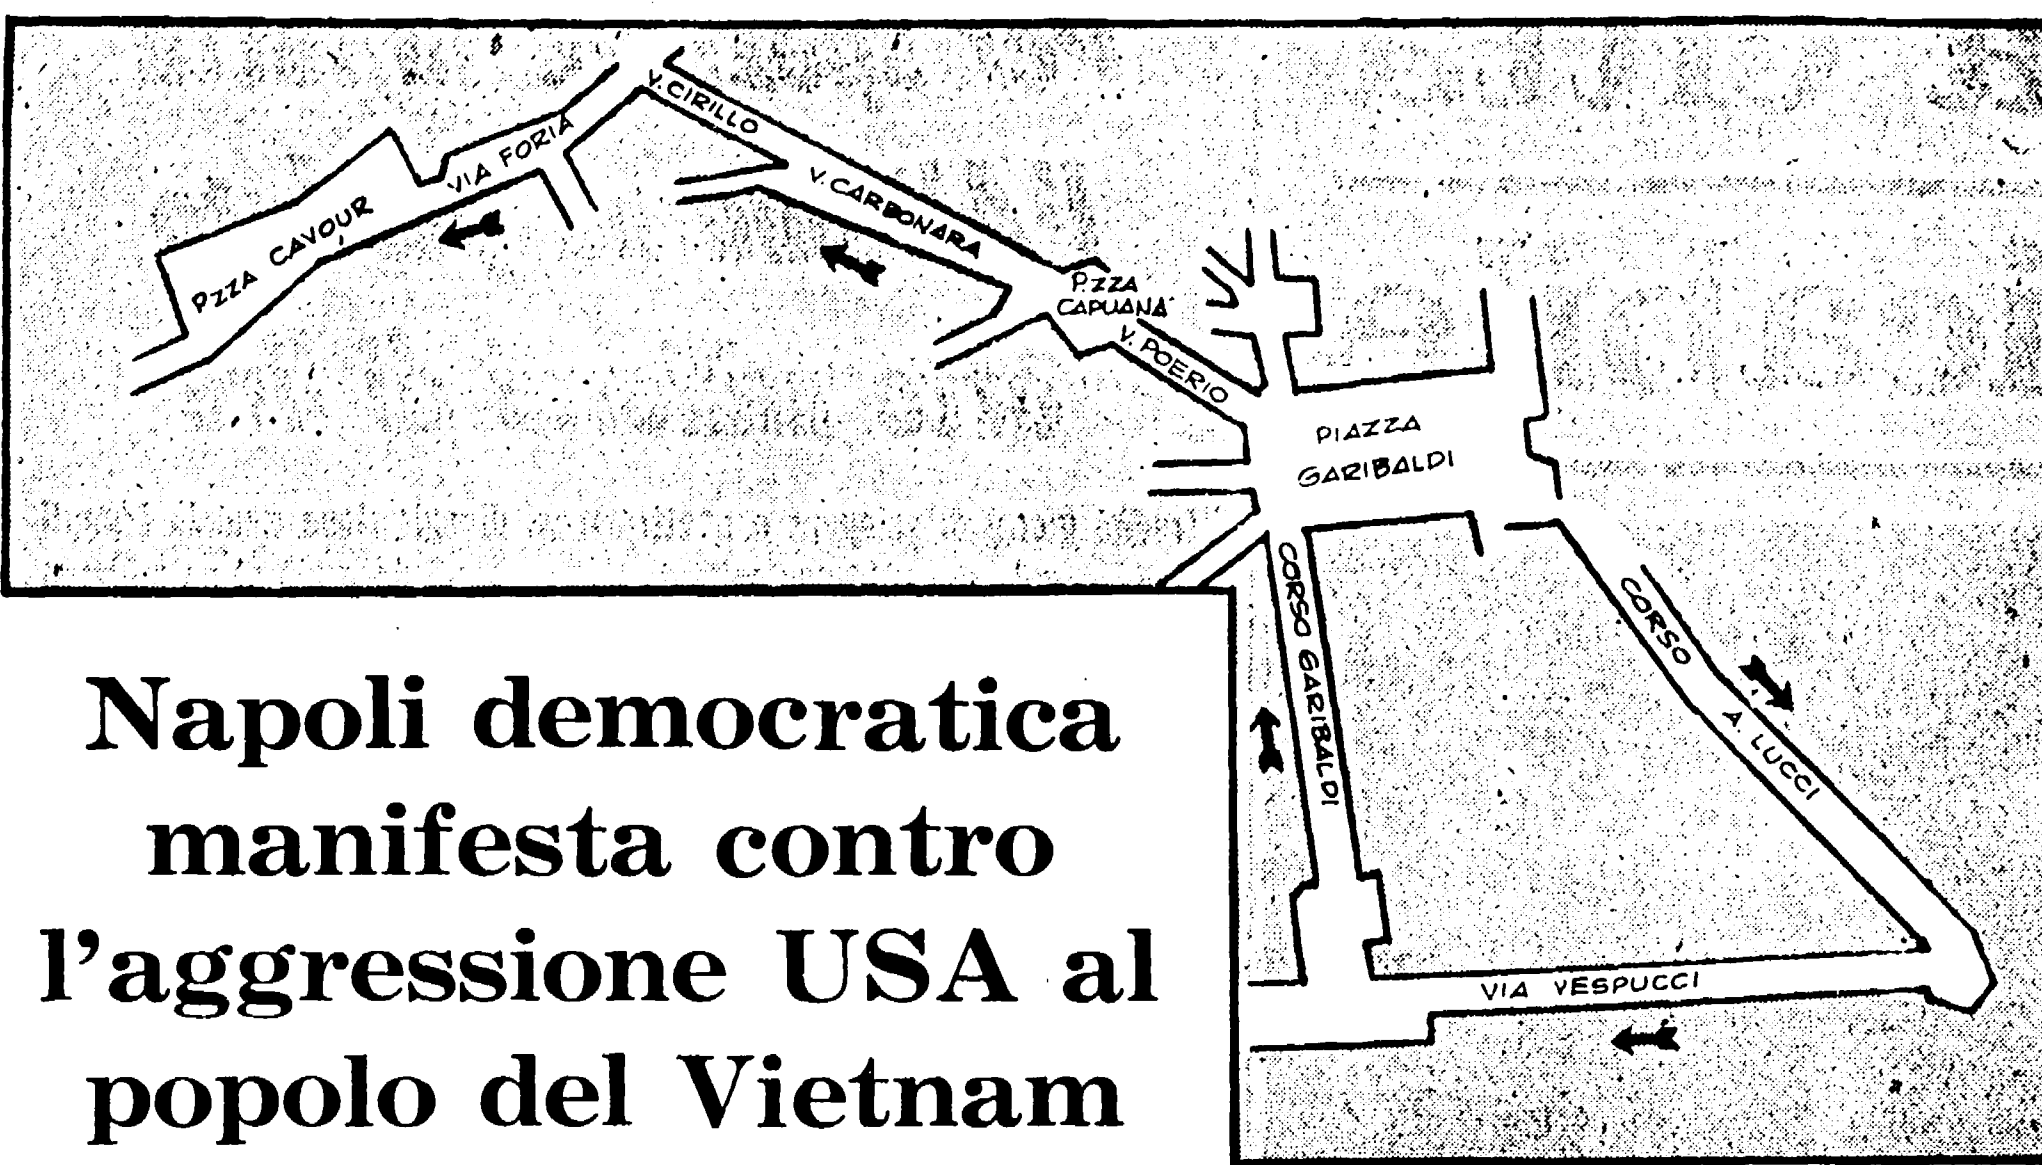 V. CIRILLO
VIA FORIA
V. CARBONARA
PZZA CAVOUR
P.ZZA
CAPUANA
V. POERIO
PIAZZA
GARIBALDI
CORSO GARIBALDI
CORSO A. LUCCI
VIA VESPUCCI
Napoli democratica
manifesta contro
l'aggressione USA al
popolo del Vietnam